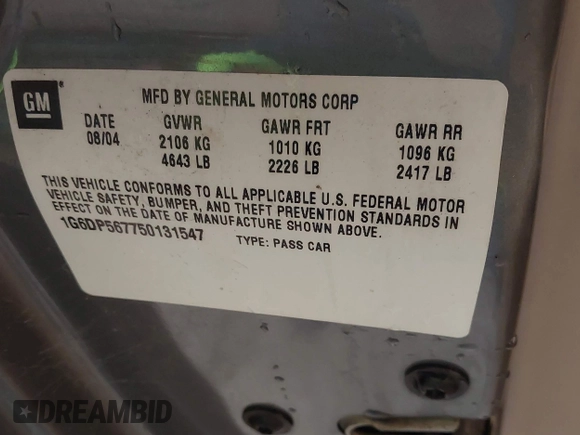 GM
MFD BY GENERAL MOTORS CORP
DATE GVWR GAWR FRT GAWR RR
08/04 2106 KG 1010 KG 1096 KG
4643 LB 2226 LB 2417 LB
THIS VEHICLE CONFORMS TO ALL APPLICABLE U.S. FEDERAL MOTOR
VEHICLE SAFETY, BUMPER, AND THEFT PREVENTION STANDARDS IN
EFFECT ON THE DATE OF MANUFACTURE SHOWN ABOVE.
1G6DP567750131547 TYPE: PASS CAR
DREAMBID